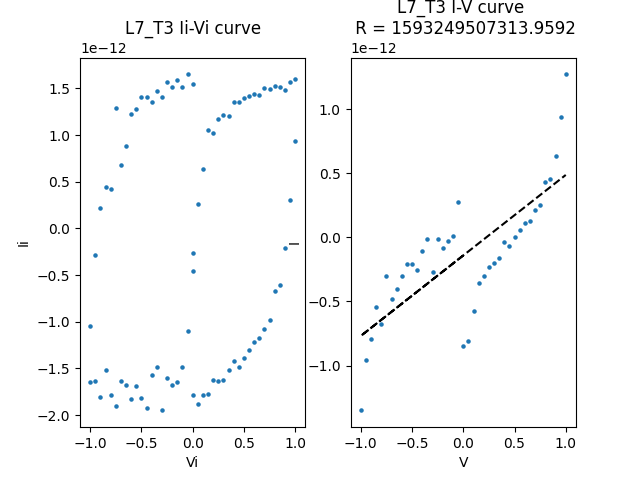 L7_T3 Ii-Vi curve
L7_T3 I-V curve
R = 1593249507313.9592
1e−12
1.5
1.0
0.5
0.0
−0.5
−1.0
−1.5
−2.0
Ii
−1.0 −0.5 0.0 0.5 1.0
Vi
1e−12
1.0
0.5
0.0
−0.5
−1.0
I
−1.0 −0.5 0.0 0.5 1.0
V